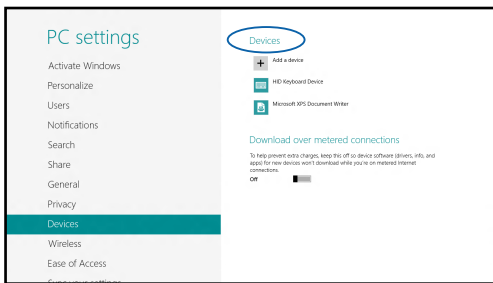 PC settings
Activate Windows
Personalize
Users
Notifications
Search
Share
General
Privacy
Devices
Wireless
Ease of Access
Sync your settings
Devices
Add a device
HID Keyboard Device
Microsoft XPS Document Writer
Download over metered connections
To help prevent extra charges, keep this off so device software (drivers, info, and
apps) for new devices won't download while you're on metered Internet
connections.
Off